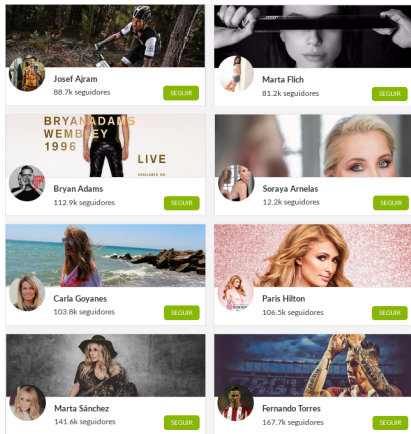 Josef Ajram
88.7k seguidores
SEGUIR
Marta Flich
81.2k seguidores
SEGUIR
BRYAN ADAMS
WEMBLEY
1996
LIVE
AVAILABLE ON
Bryan Adams
112.9k seguidores
SEGUIR
Soraya Arnelas
12.2k seguidores
SEGUIR
Carla Goyanes
103.8k seguidores
SEGUIR
Paris Hilton
106.5k seguidores
SEGUIR
Marta Sánchez
141.6k seguidores
SEGUIR
Fernando Torres
167.7k seguidores
SEGUIR